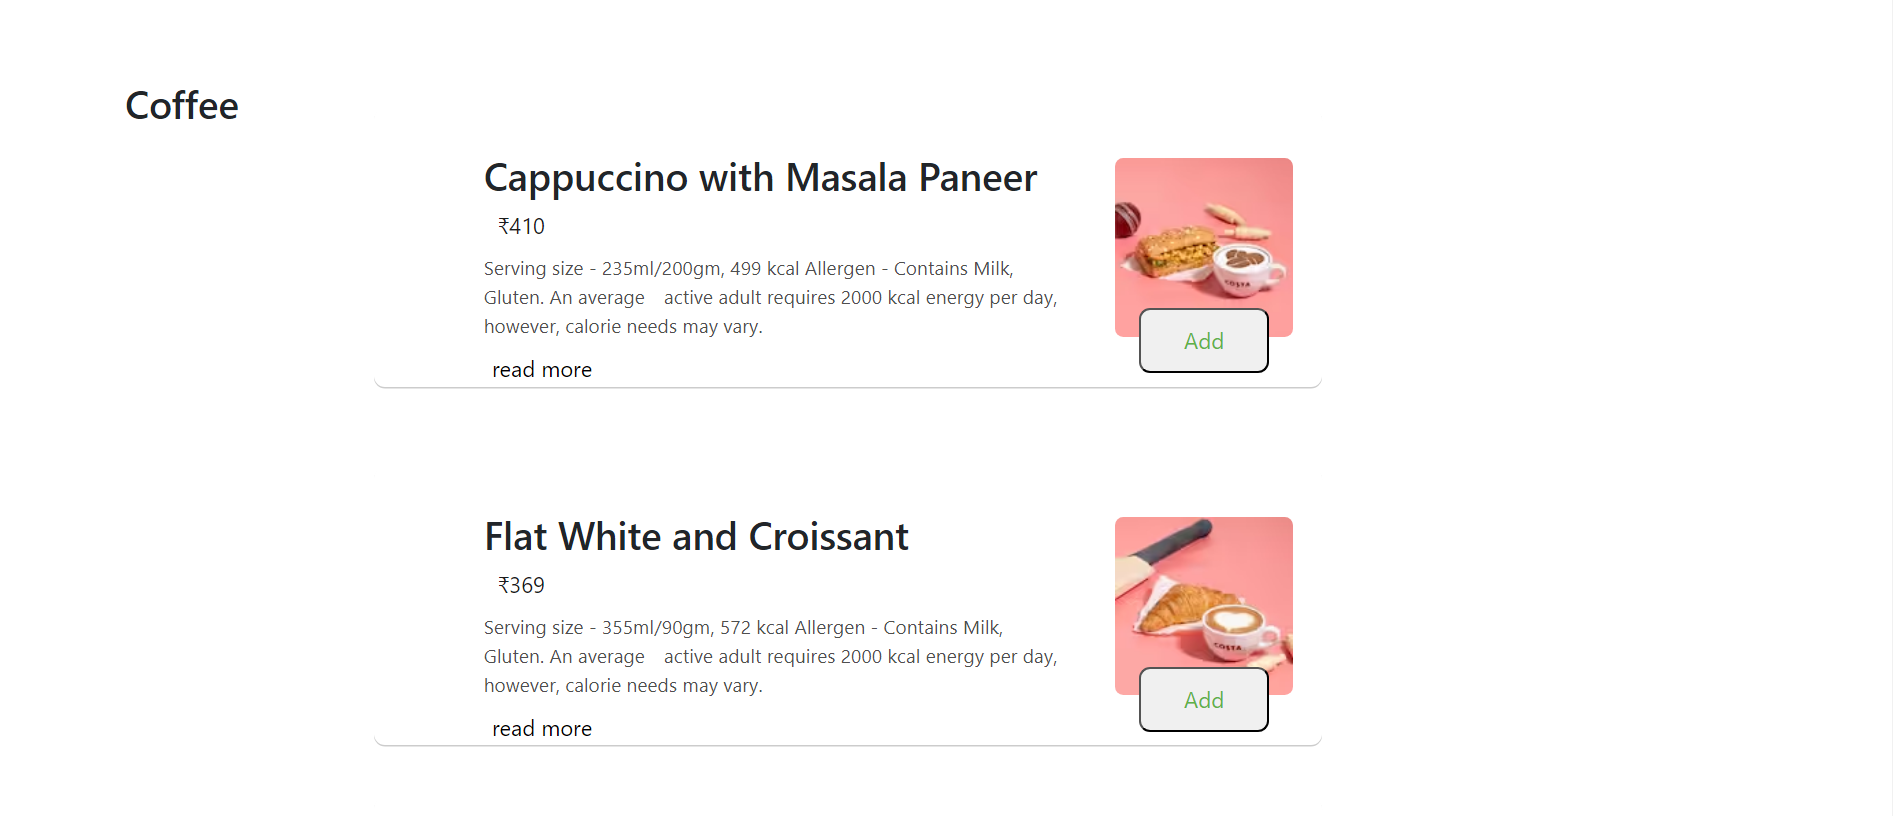 Coffee
Cappuccino with Masala Paneer
₹410
Serving size - 235ml/200gm, 499 kcal Allergen - Contains Milk,
Gluten. An average active adult requires 2000 kcal energy per day,
however, calorie needs may vary.
read more
COSTA
Add
Flat White and Croissant
₹369
Serving size - 355ml/90gm, 572 kcal Allergen - Contains Milk,
Gluten. An average active adult requires 2000 kcal energy per day,
however, calorie needs may vary.
read more
COSTA
Add